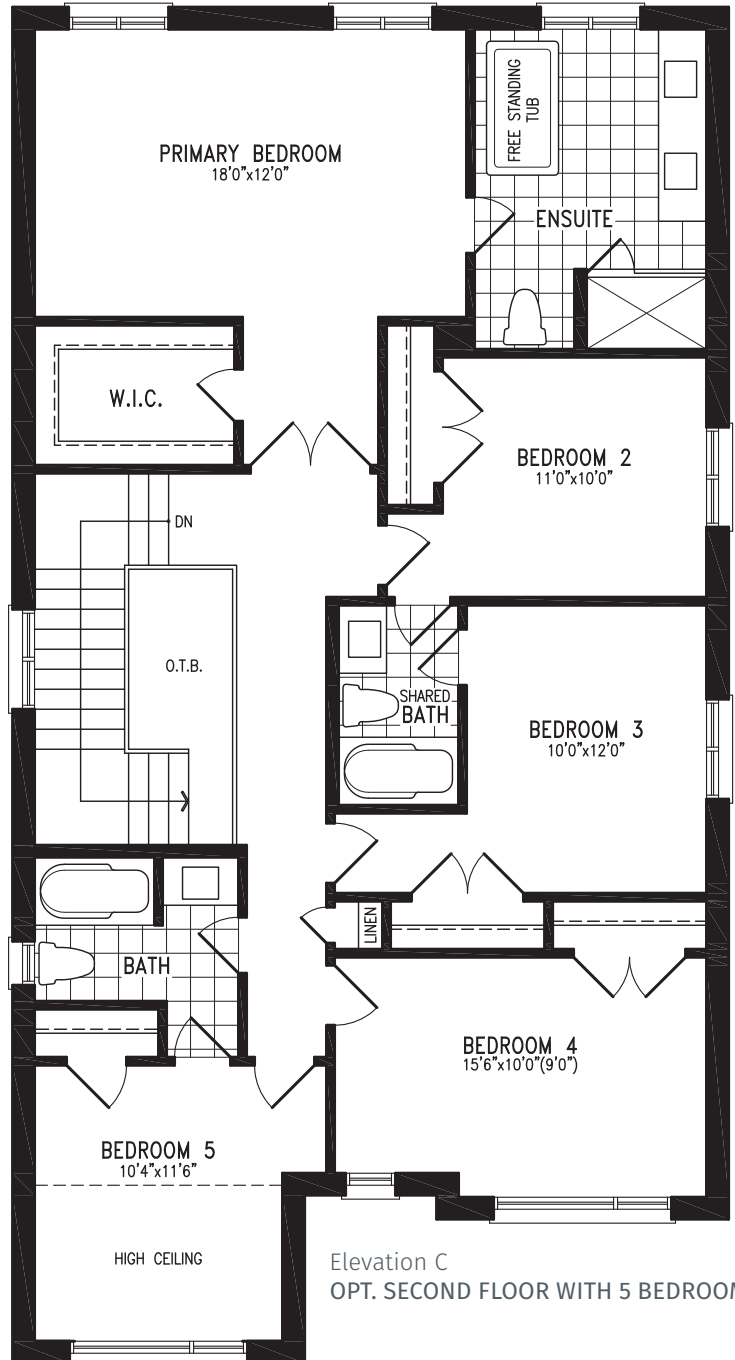 FREE STANDING
TUB
PRIMARY BEDROOM
18'0"x12'0"
ENSUITE
W.I.C.
BEDROOM 2
11'0"x10'0"
DN
O.T.B.
SHARED
BATH
BEDROOM 3
10'0"x12'0"
LINEN
BATH
BEDROOM 4
15'6"x10'0"(9'0")
BEDROOM 5
10'4"x11'6"
HIGH CEILING
Elevation C
OPT. SECOND FLOOR WITH 5 BEDROOM